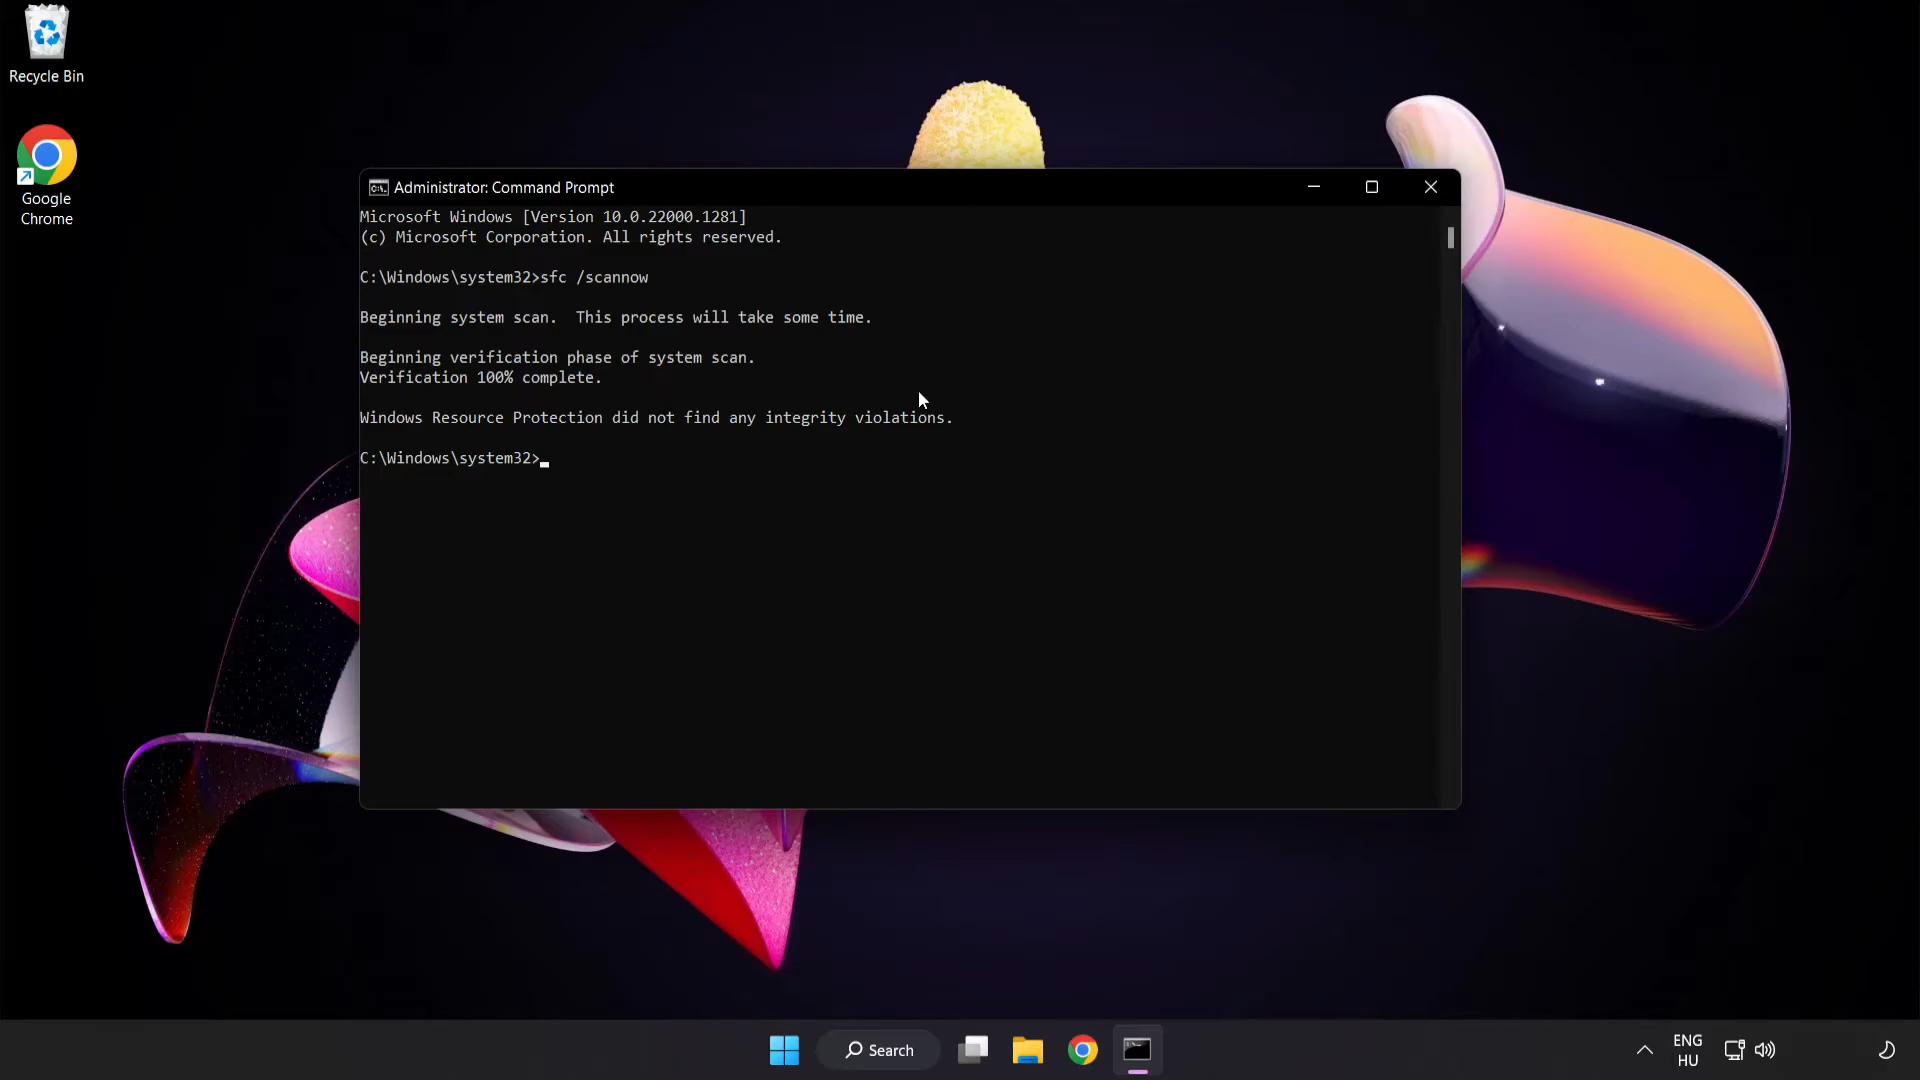 Recycle Bin
Google
Chrome
Administrator: Command Prompt
Microsoft Windows [Version 10.0.22000.1281]
(c) Microsoft Corporation. All rights reserved.
C:\Windows\system32>sfc /scannow
Beginning system scan.  This process will take some time.
Beginning verification phase of system scan.
Verification 100% complete.
Windows Resource Protection did not find any integrity violations.
C:\Windows\system32>
Search
ENG
HU